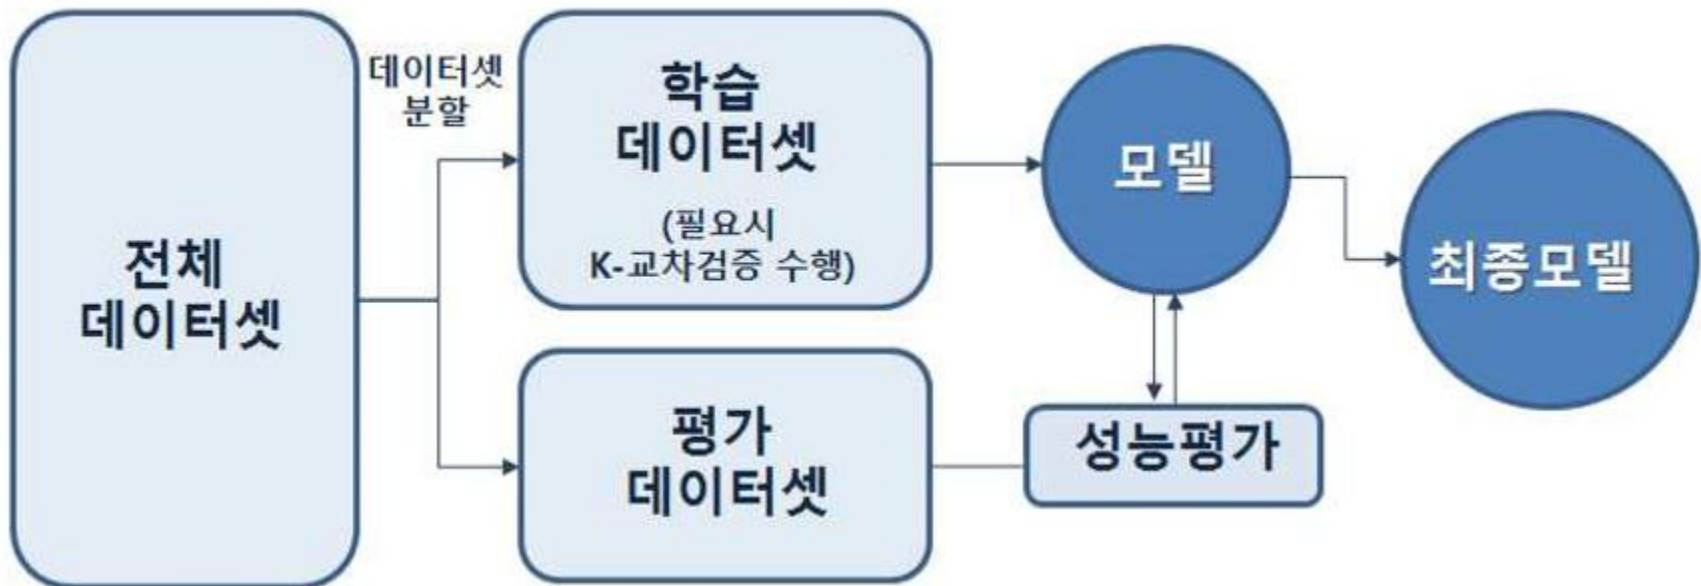 전체
데이터셋
데이터셋
분할
학습
데이터셋
(필요시
K-교차검증 수행)
평가
데이터셋
모델
성능평가
최종모델